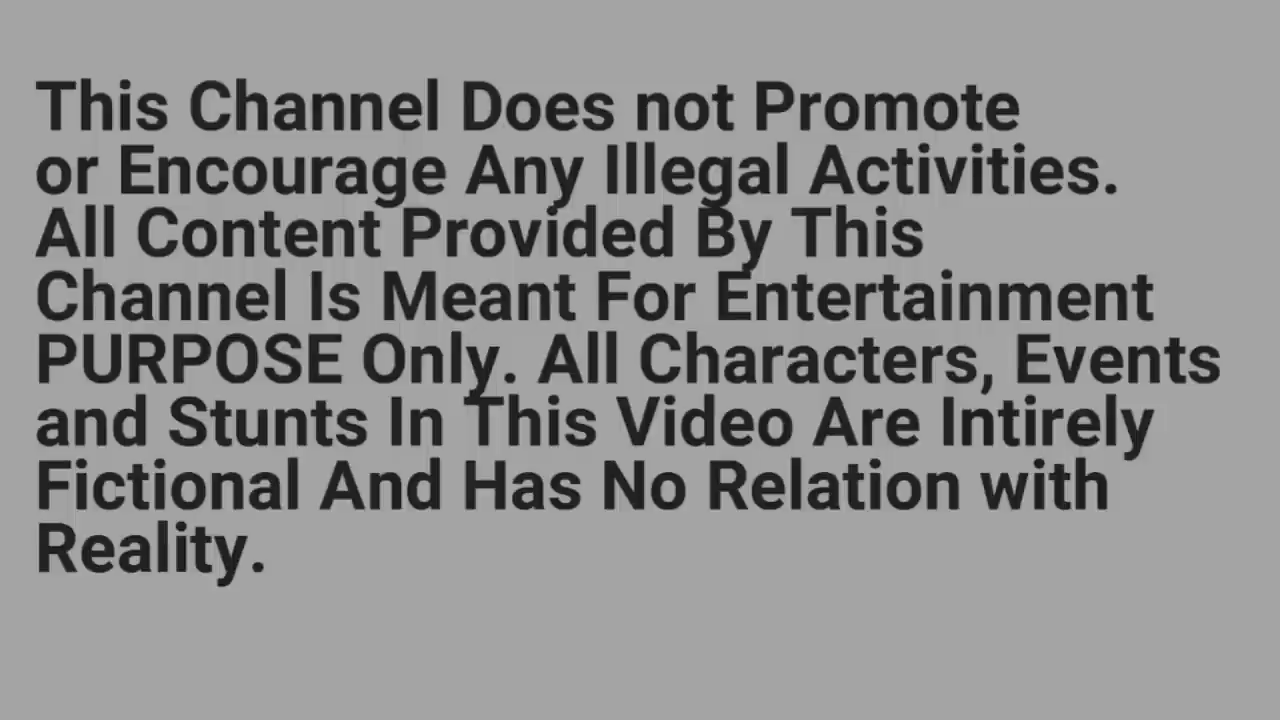 This Channel Does not Promote
or Encourage Any Illegal Activities.
All Content Provided By This
Channel Is Meant For Entertainment
PURPOSE Only. All Characters, Events
and Stunts In This Video Are Intirely
Fictional And Has No Relation with
Reality.